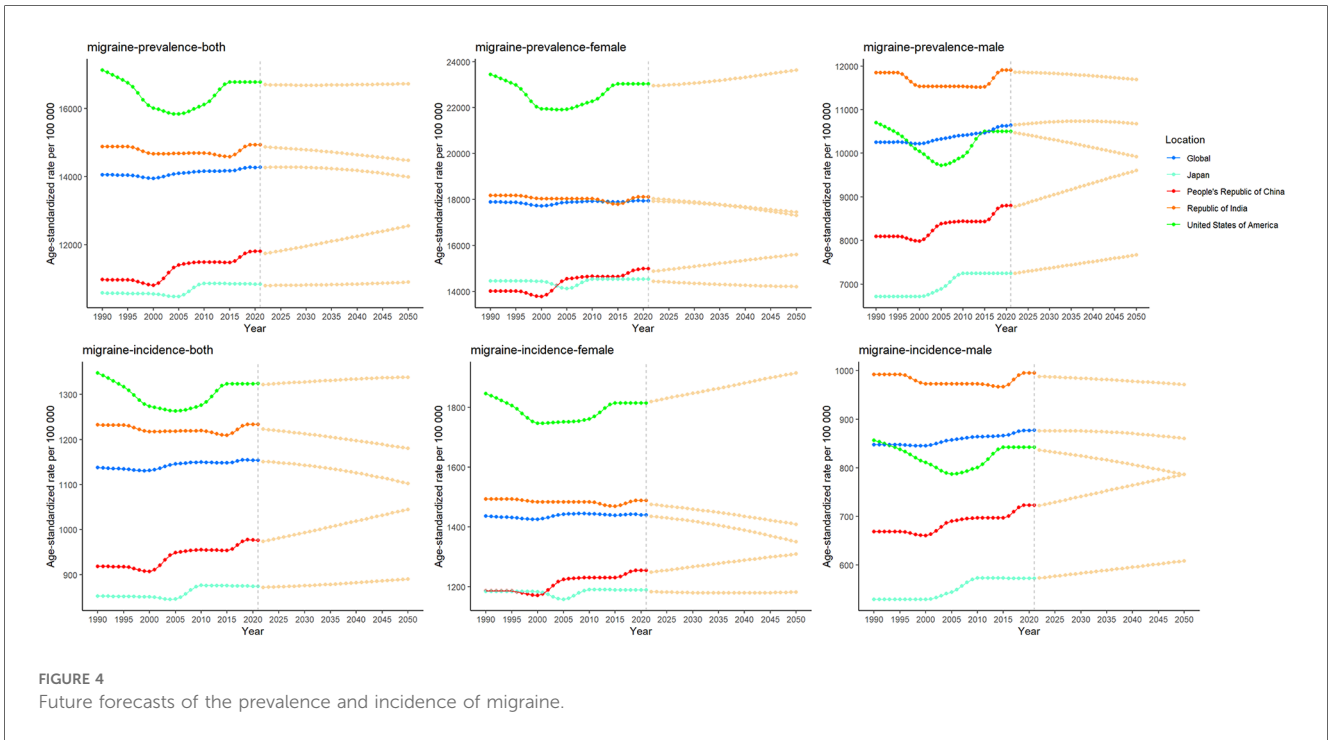 migraine-prevalence-both
Age-standardized rate per 100 000
16000
14000
12000
1990 1995 2000 2005 2010 2015 2020 2025 2030 2035 2040 2045 2050
Year
migraine-prevalence-female
Age-standardized rate per 100 000
24000
22000
20000
18000
16000
14000
1990 1995 2000 2005 2010 2015 2020 2025 2030 2035 2040 2045 2050
Year
migraine-prevalence-male
Age-standardized rate per 100 000
12000
11000
10000
9000
8000
7000
1990 1995 2000 2005 2010 2015 2020 2025 2030 2035 2040 2045 2050
Year
Location
Global
Japan
People's Republic of China
Republic of India
United States of America
migraine-incidence-both
Age-standardized rate per 100 000
1300
1200
1100
1000
900
1990 1995 2000 2005 2010 2015 2020 2025 2030 2035 2040 2045 2050
Year
migraine-incidence-female
Age-standardized rate per 100 000
1800
1600
1400
1200
1990 1995 2000 2005 2010 2015 2020 2025 2030 2035 2040 2045 2050
Year
migraine-incidence-male
Age-standardized rate per 100 000
1000
900
800
700
600
1990 1995 2000 2005 2010 2015 2020 2025 2030 2035 2040 2045 2050
Year
FIGURE 4
Future forecasts of the prevalence and incidence of migraine.